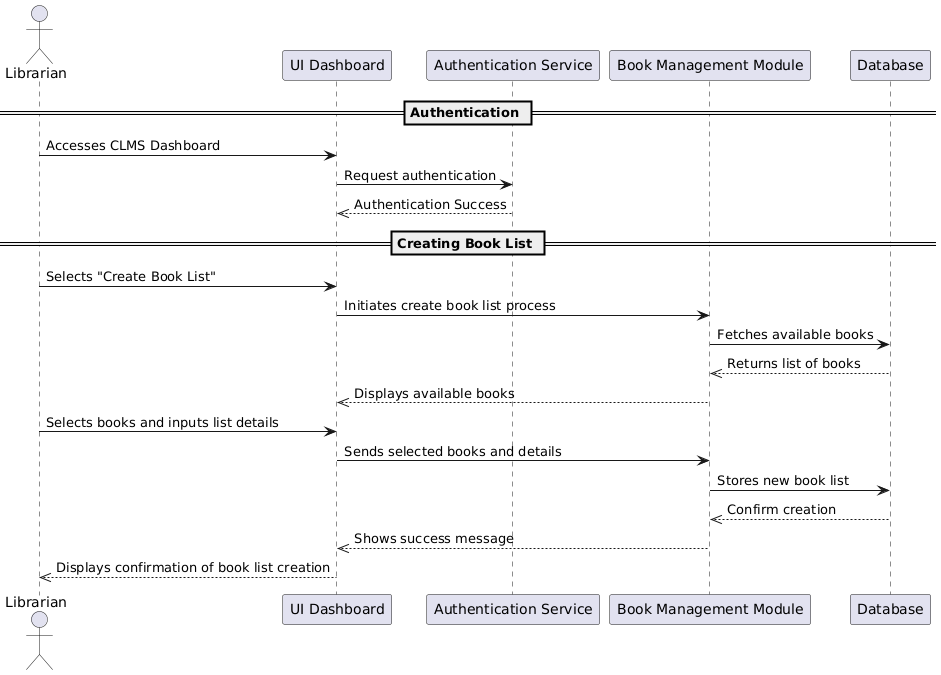 Librarian
UI Dashboard
Authentication Service
Book Management Module
Database
Authentication
Accesses CLMS Dashboard
Request authentication
Authentication Success
Creating Book List
Selects "Create Book List"
Initiates create book list process
Fetches available books
Returns list of books
Displays available books
Selects books and inputs list details
Sends selected books and details
Stores new book list
Confirm creation
Shows success message
Displays confirmation of book list creation
Librarian
UI Dashboard
Authentication Service
Book Management Module
Database